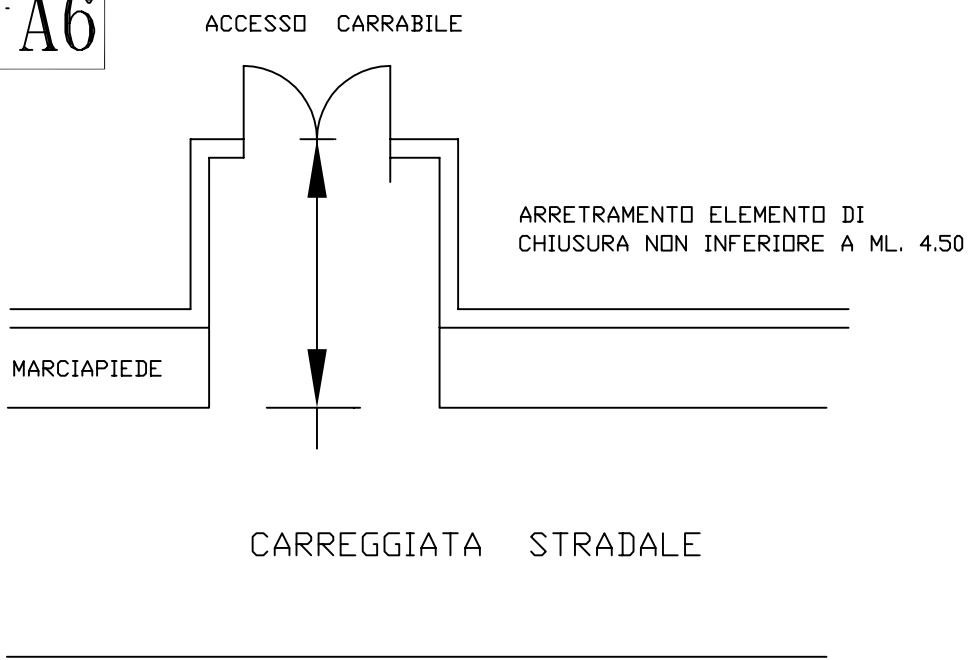 A6
ACCESSO CARRABILE
ARRETRAMENTO ELEMENTO DI
CHIUSURA NON INFERIORE A ML. 4.50
MARCIAPIEDE
CARREGGIATA STRADALE